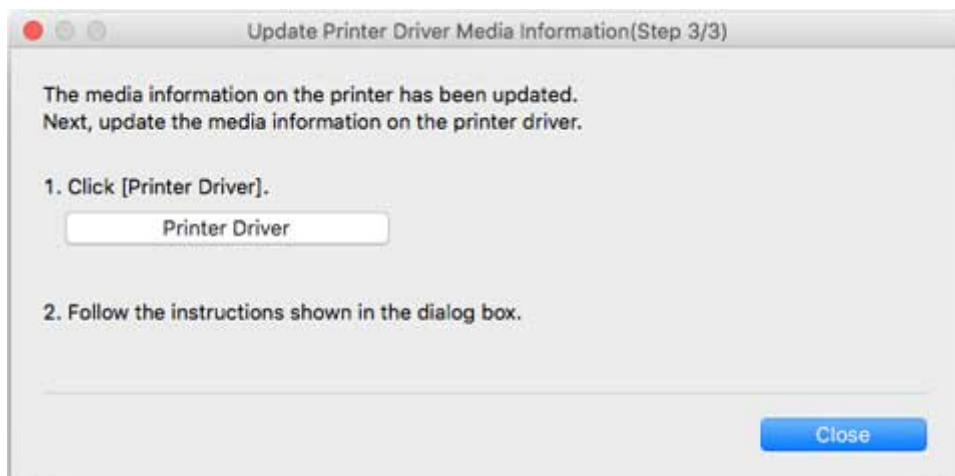 Update Printer Driver Media Information(Step 3/3)
The media information on the printer has been updated.
Next, update the media information on the printer driver.
1. Click [Printer Driver].
Printer Driver
2. Follow the instructions shown in the dialog box.
Close